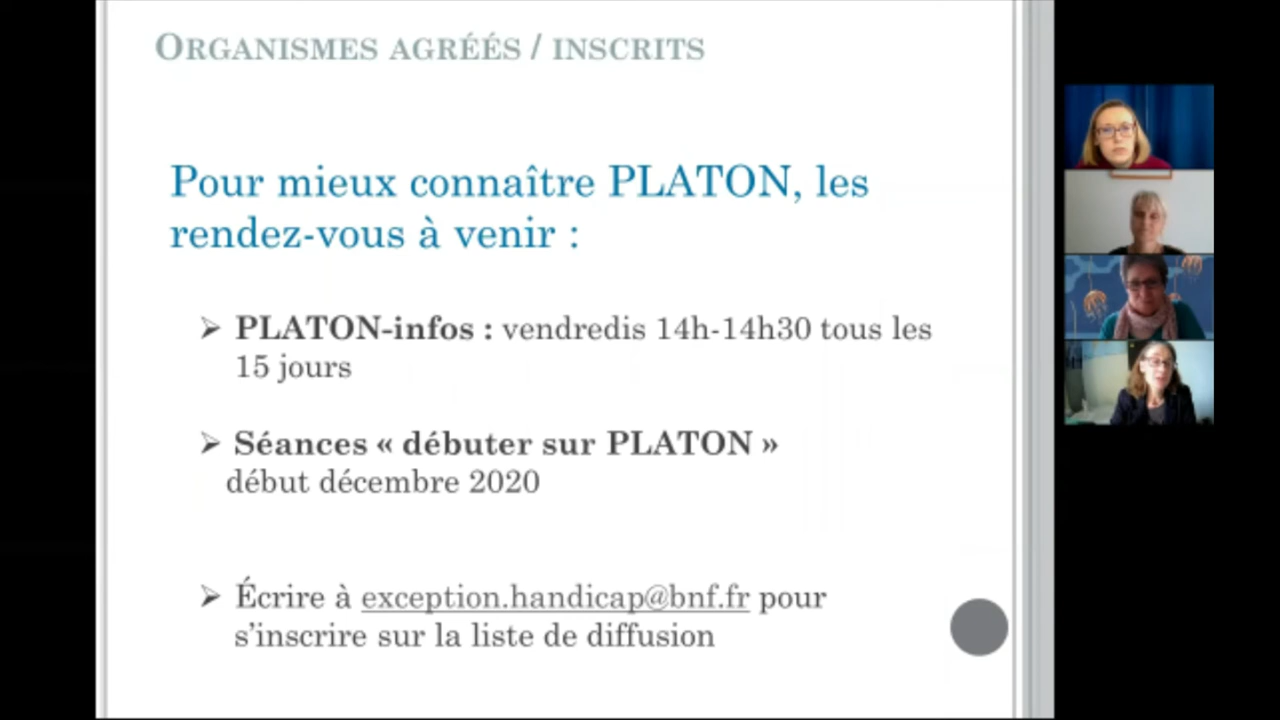 ORGANISMES AGRÉÉS / INSCRITS
Pour mieux connaître PLATON, les
rendez-vous à venir :
➢ PLATON-infos : vendredis 14h-14h30 tous les
15 jours
➢ Séances « débuter sur PLATON »
début décembre 2020
➢ Écrire à exception.handicap@bnf.fr pour
s’inscrire sur la liste de diffusion